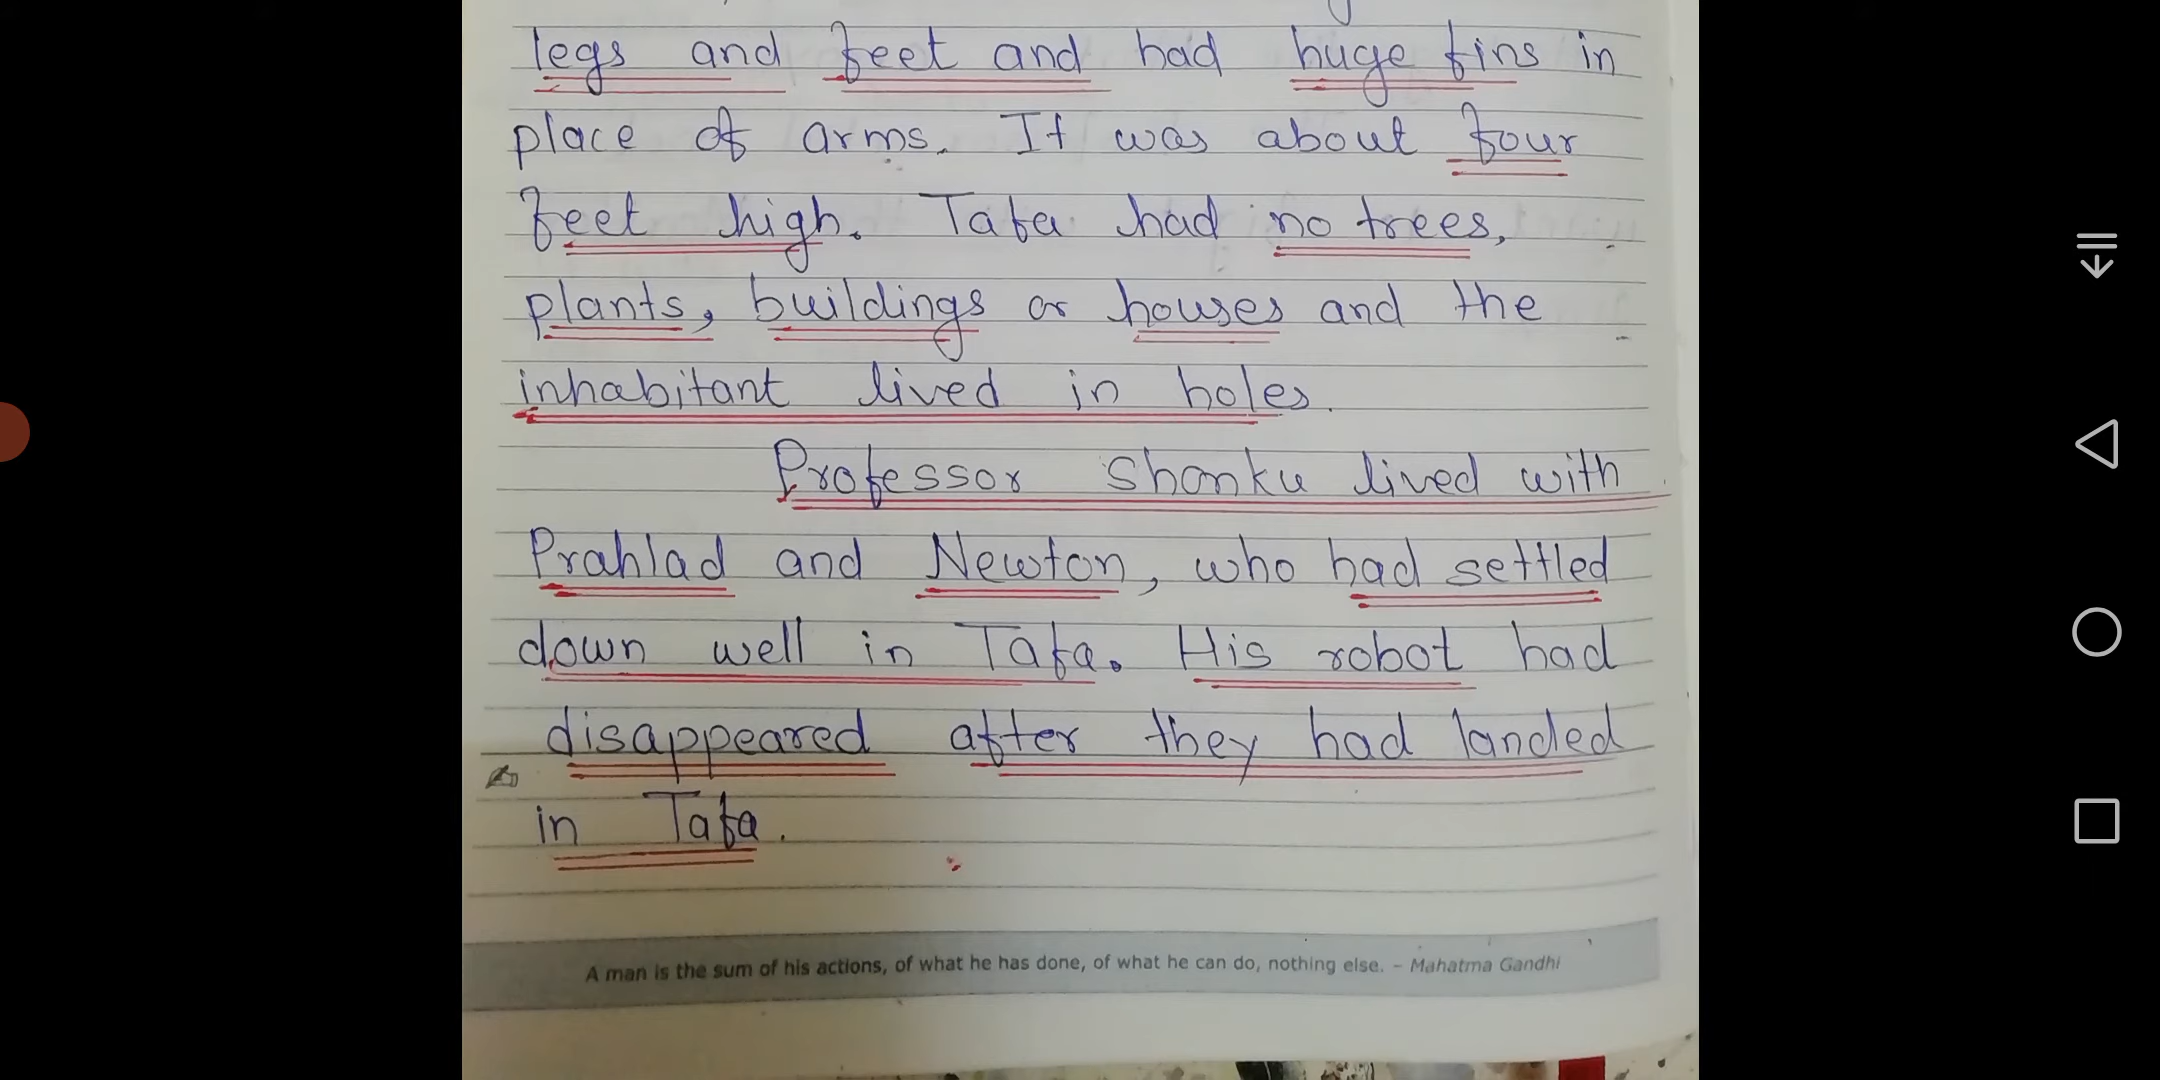 legs and feet and had huge fins in
place of arms. It was about four
feet high. Tafa had no trees,
plants, buildings or houses and the
inhabitant lived in holes.
Professor Shonku lived with
Prahlad and Newton, who had settled
down well in Tafa. His robot had
disappeared after they had landed
in Tafa.
A man is the sum of his actions, of what he has done, of what he can do, nothing else. – Mahatma Gandhi